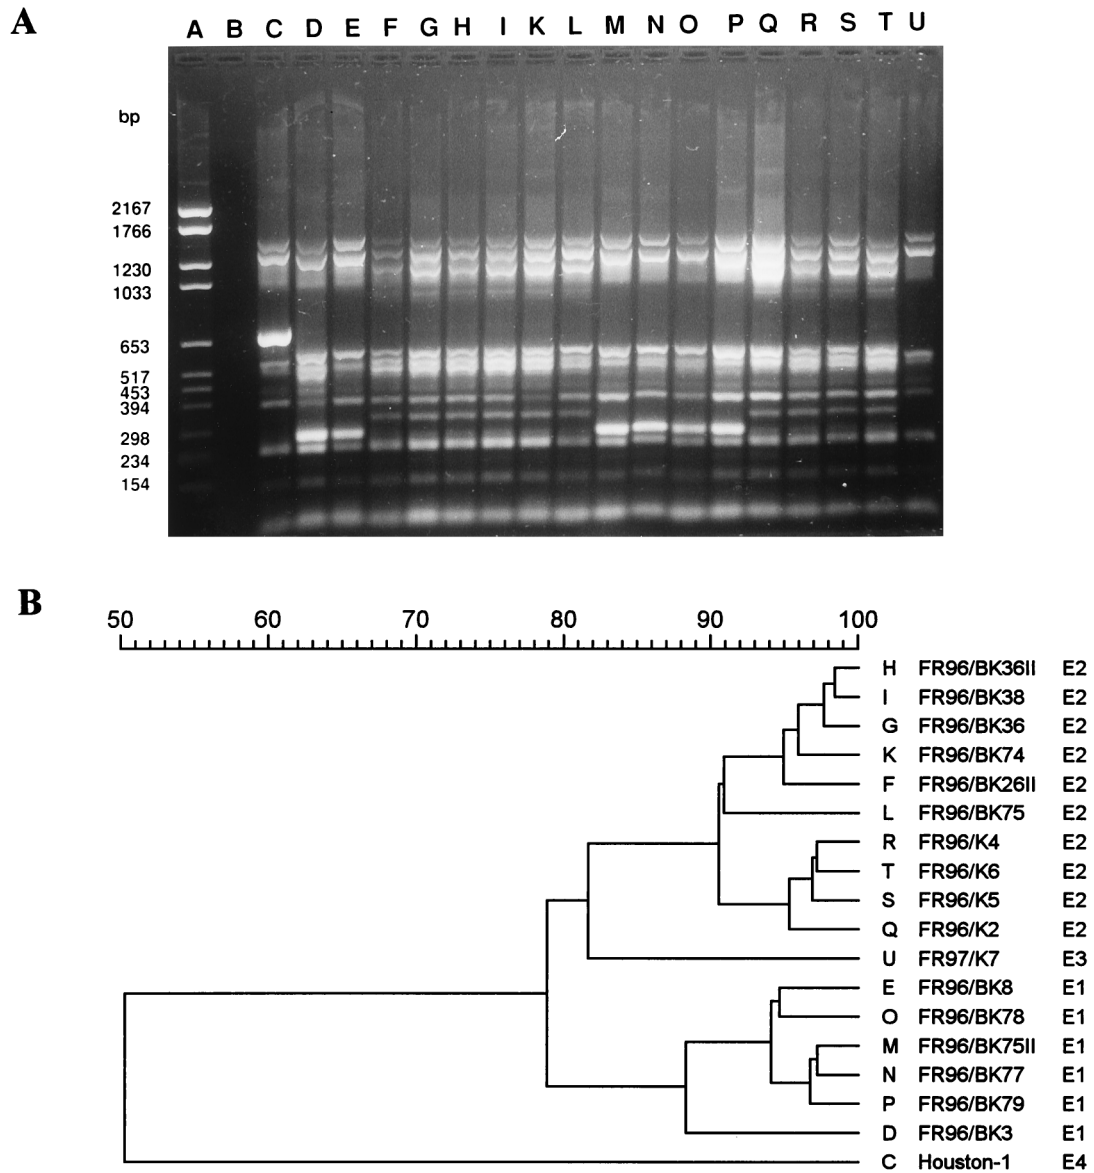 A
A B C D E F G H I K L M N O P Q R S T U
bp
2167
1766
1230
1033
653
517
453
394
298
234
154
B
50 60 70 80 90 100
H FR96/BK36II E2
I FR96/BK38 E2
G FR96/BK36 E2
K FR96/BK74 E2
F FR96/BK26II E2
L FR96/BK75 E2
R FR96/K4 E2
T FR96/K6 E2
S FR96/K5 E2
Q FR96/K2 E2
U FR97/K7 E3
E FR96/BK8 E1
O FR96/BK78 E1
M FR96/BK75II E1
N FR96/BK77 E1
P FR96/BK79 E1
D FR96/BK3 E1
C Houston-1 E4